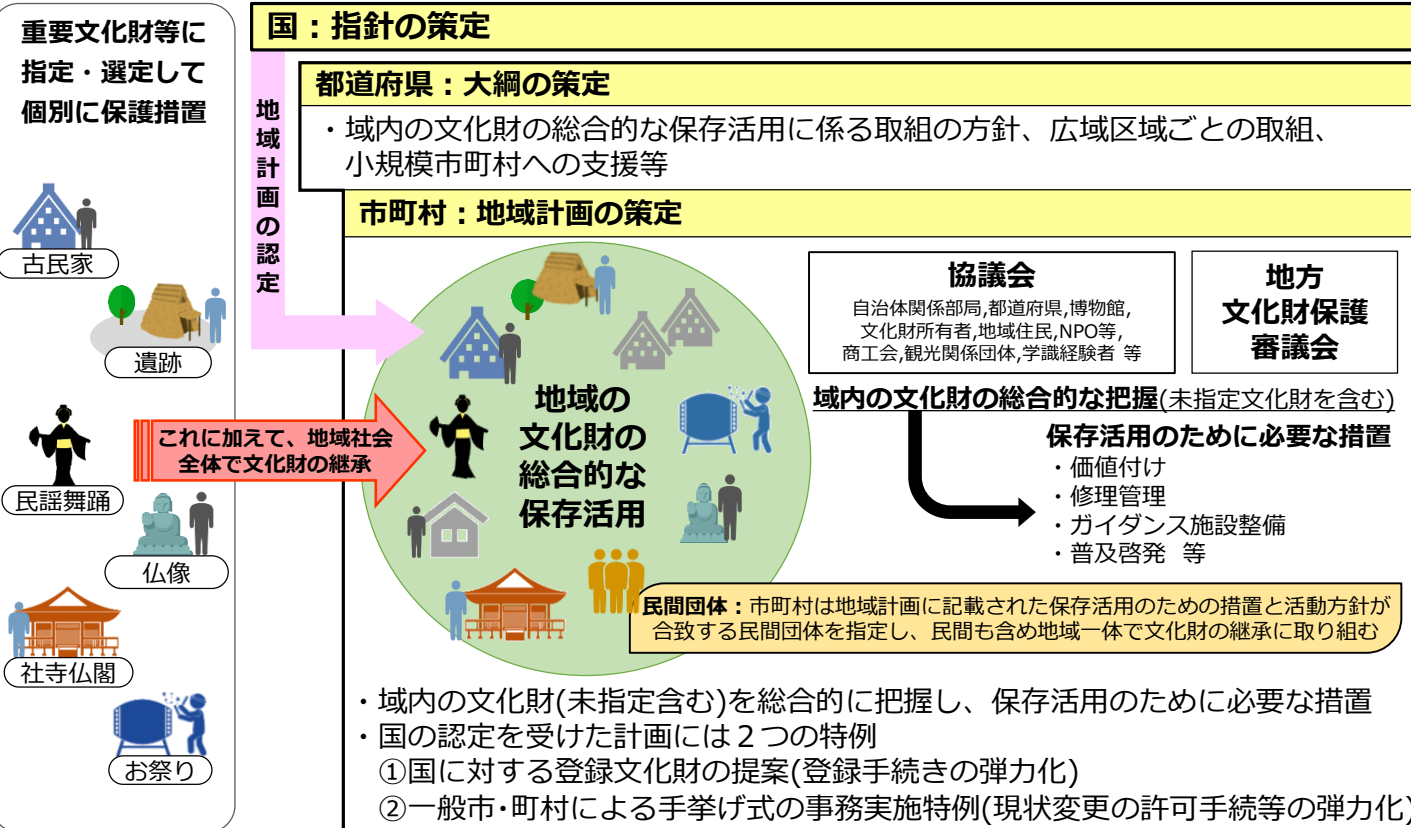 重要文化財等に
指定・選定して
個別に保護措置
古民家
遺跡
民謡舞踊
仏像
社寺仏閣
お祭り
これに加えて、地域社会
全体で文化財の継承
国：指針の策定
地域計画の認定
都道府県：大綱の策定
・域内の文化財の総合的な保存活用に係る取組の方針、広域区域ごとの取組、
小規模市町村への支援等
市町村：地域計画の策定
地域の
文化財の
総合的な
保存活用
協議会
自治体関係部局,都道府県,博物館,
文化財所有者,地域住民,NPO等,
商工会,観光関係団体,学識経験者 等
地方
文化財保護
審議会
域内の文化財の総合的な把握(未指定文化財を含む)
保存活用のために必要な措置
・価値付け
・修理管理
・ガイダンス施設整備
・普及啓発 等
民間団体：市町村は地域計画に記載された保存活用のための措置と活動方針が
合致する民間団体を指定し、民間も含め地域一体で文化財の継承に取り組む
・域内の文化財(未指定含む)を総合的に把握し、保存活用のために必要な措置
・国の認定を受けた計画には２つの特例
①国に対する登録文化財の提案(登録手続きの弾力化)
②一般市・町村による手挙げ式の事務実施特例(現状変更の許可手続等の弾力化)